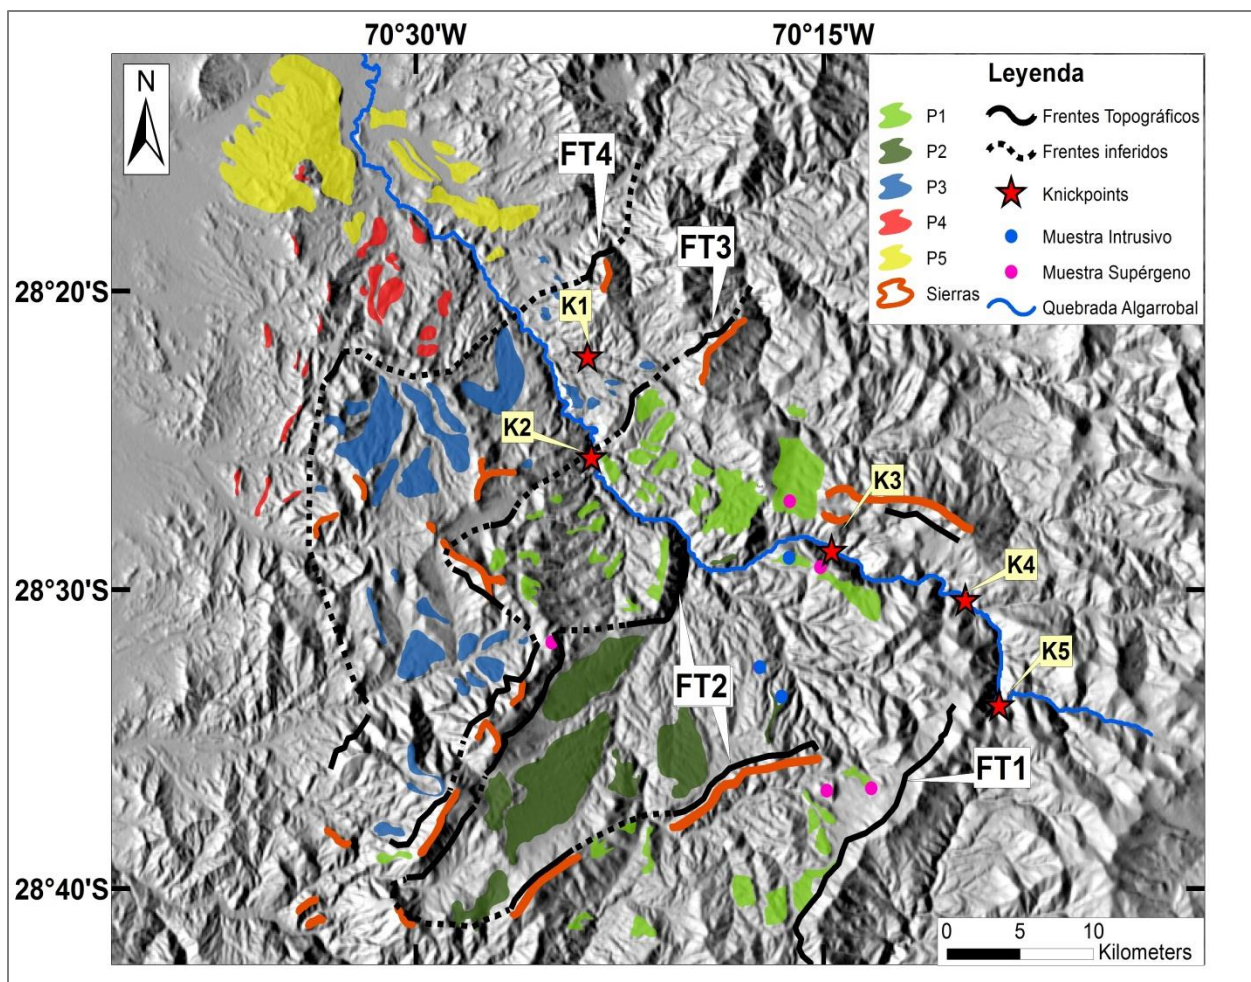 70°30'W
70°15'W
N
Leyenda
P1
P2
P3
P4
P5
Sierras
Frentes Topográficos
Frentes inferidos
Knickpoints
Muestra Intrusivo
Muestra Supérgeno
Quebrada Algarrobal
FT4
FT3
28°20'S
K1
K2
K3
28°30'S
K4
K5
FT2
FT1
28°40'S
0 5 10
Kilometers